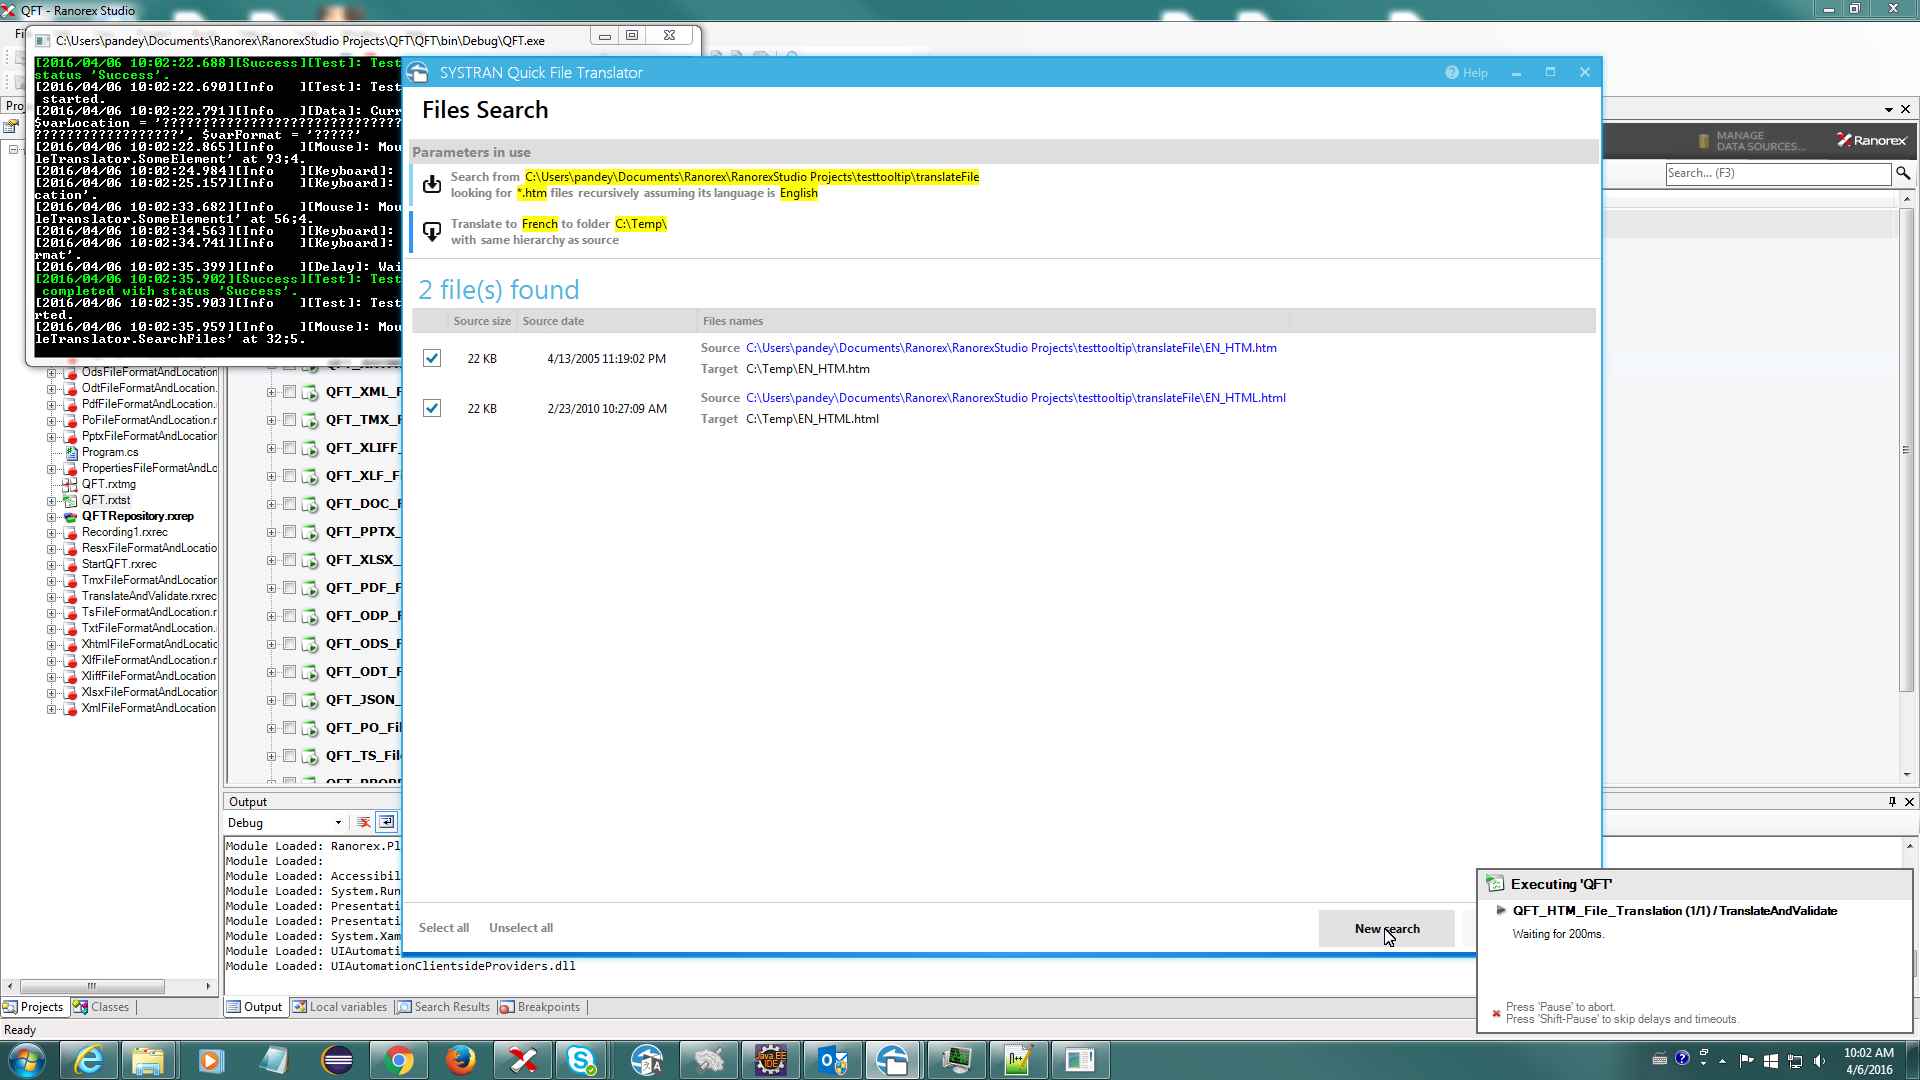 QFT - Ranorex Studio
C:\Users\pandey\Documents\Ranorex\RanorexStudio Projects\QFT\QFT\bin\Debug\QFT.exe
[2016/04/06 10:02:22.688][Success][Test]: Test
status 'Success'.
[2016/04/06 10:02:22.690][Info   ][Test]: Test
started.
[2016/04/06 10:02:22.791][Info   ][Data]: Curr
$varLocation = '???????????????????????????????
??????????????????', $varFormat = '?????'
[2016/04/06 10:02:22.865][Info   ][Mouse]: Mou
leTranslator.SomeElement' at 93;4.
[2016/04/06 10:02:24.984][Info   ][Keyboard]:
[2016/04/06 10:02:25.157][Info   ][Keyboard]:
cation'.
[2016/04/06 10:02:33.682][Info   ][Mouse]: Mou
leTranslator.SomeElement1' at 56;4.
[2016/04/06 10:02:34.563][Info   ][Keyboard]:
[2016/04/06 10:02:34.741][Info   ][Keyboard]:
rmat'.
[2016/04/06 10:02:35.399][Info   ][Delay]: Wai
[2016/04/06 10:02:35.902][Success][Test]: Test
completed with status 'Success'.
[2016/04/06 10:02:35.903][Info   ][Test]: Test
rted.
[2016/04/06 10:02:35.959][Info   ][Mouse]: Mou
leTranslator.SearchFiles' at 32;5.
SYSTRAN Quick File Translator
Help
Files Search
Parameters in use
Search from C:\Users\pandey\Documents\Ranorex\RanorexStudio Projects\testtooltip\translateFile
looking for *.htm files recursively assuming its language is English
Translate to French to folder C:\Temp\
with same hierarchy as source
2 file(s) found
Source size Source date Files names
22 KB 4/13/2005 11:19:02 PM
Source C:\Users\pandey\Documents\Ranorex\RanorexStudio Projects\testtooltip\translateFile\EN_HTM.htm
Target C:\Temp\EN_HTM.htm
22 KB 2/23/2010 10:27:09 AM
Source C:\Users\pandey\Documents\Ranorex\RanorexStudio Projects\testtooltip\translateFile\EN_HTML.html
Target C:\Temp\EN_HTML.html
Select all Unselect all
New search
MANAGE
DATA SOURCES...
Ranorex
Search... (F3)
OdsFileFormatAndLocation
OdtFileFormatAndLocation.
PdfFileFormatAndLocation.
PoFileFormatAndLocation.r
PptxFileFormatAndLocation
Program.cs
PropertiesFileFormatAndLo
QFT.rxtmg
QFT.rxtst
QFTRepository.rxrep
Recording1.rxrec
ResxFileFormatAndLocatio
StartQFT.rxrec
TmxFileFormatAndLocation
TranslateAndValidate.rxrec
TsFileFormatAndLocation.r
TxtFileFormatAndLocation.
XhtmlFileFormatAndLocatic
XlfFileFormatAndLocation.r
XliffFileFormatAndLocation
XlsxFileFormatAndLocation
XmlFileFormatAndLocation
QFT_XML_F
QFT_TMX_F
QFT_XLIFF_
QFT_XLF_F
QFT_DOC_F
QFT_PPTX_
QFT_XLSX_
QFT_PDF_F
QFT_ODP_F
QFT_ODS_F
QFT_ODT_F
QFT_JSON_
QFT_PO_Fil
QFT_TS_Fil
Output
Debug
Module Loaded: Ranorex.Pl
Module Loaded:
Module Loaded: Accessibil
Module Loaded: System.Run
Module Loaded: Presentati
Module Loaded: Presentati
Module Loaded: System.Xam
Module Loaded: UIAutomati
Module Loaded: UIAutomationClientsideProviders.dll
Projects Classes
Output Local variables Search Results Breakpoints
Ready
Executing 'QFT'
QFT_HTM_File_Translation (1/1) / TranslateAndValidate
Waiting for 200ms.
Press 'Pause' to abort.
Press 'Shift-Pause' to skip delays and timeouts.
10:02 AM
4/6/2016